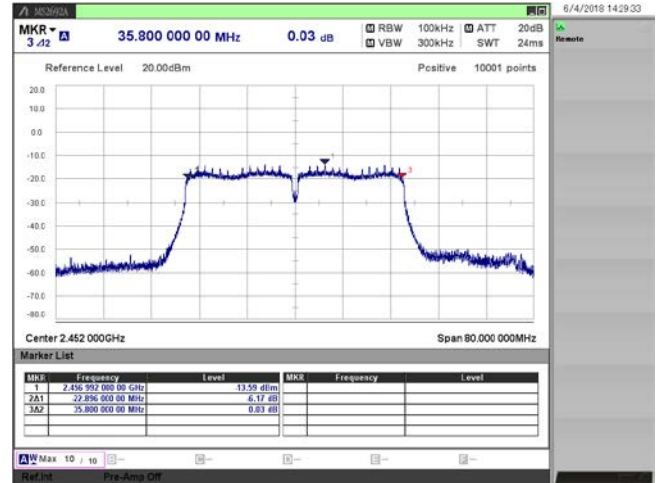 MS2692A
6/4/2018 14:29:33
MKR 35.800 000 00 MHz 0.03 dB RBW 100kHz ATT 20dB
3 Δ2 A VBW 300kHz SWT 24ms
Remote
Reference Level 20.00dBm Positive 10001 points
20.0
10.0
0.0
-10.0
1
3
-20.0
-30.0
-40.0
-50.0
-60.0
-70.0
-80.0
Center 2.452 000GHz Span 80.000 000MHz
Marker List
MKR Frequency Level MKR Frequency Level
1 2.456 992 000 00 GHz -13.59 dBm
2Δ1 -22.896 000 00 MHz -6.17 dB
3Δ2 35.800 000 00 MHz 0.03 dB
A W Max 10 / 10
Ref.Int Pre-Amp Off